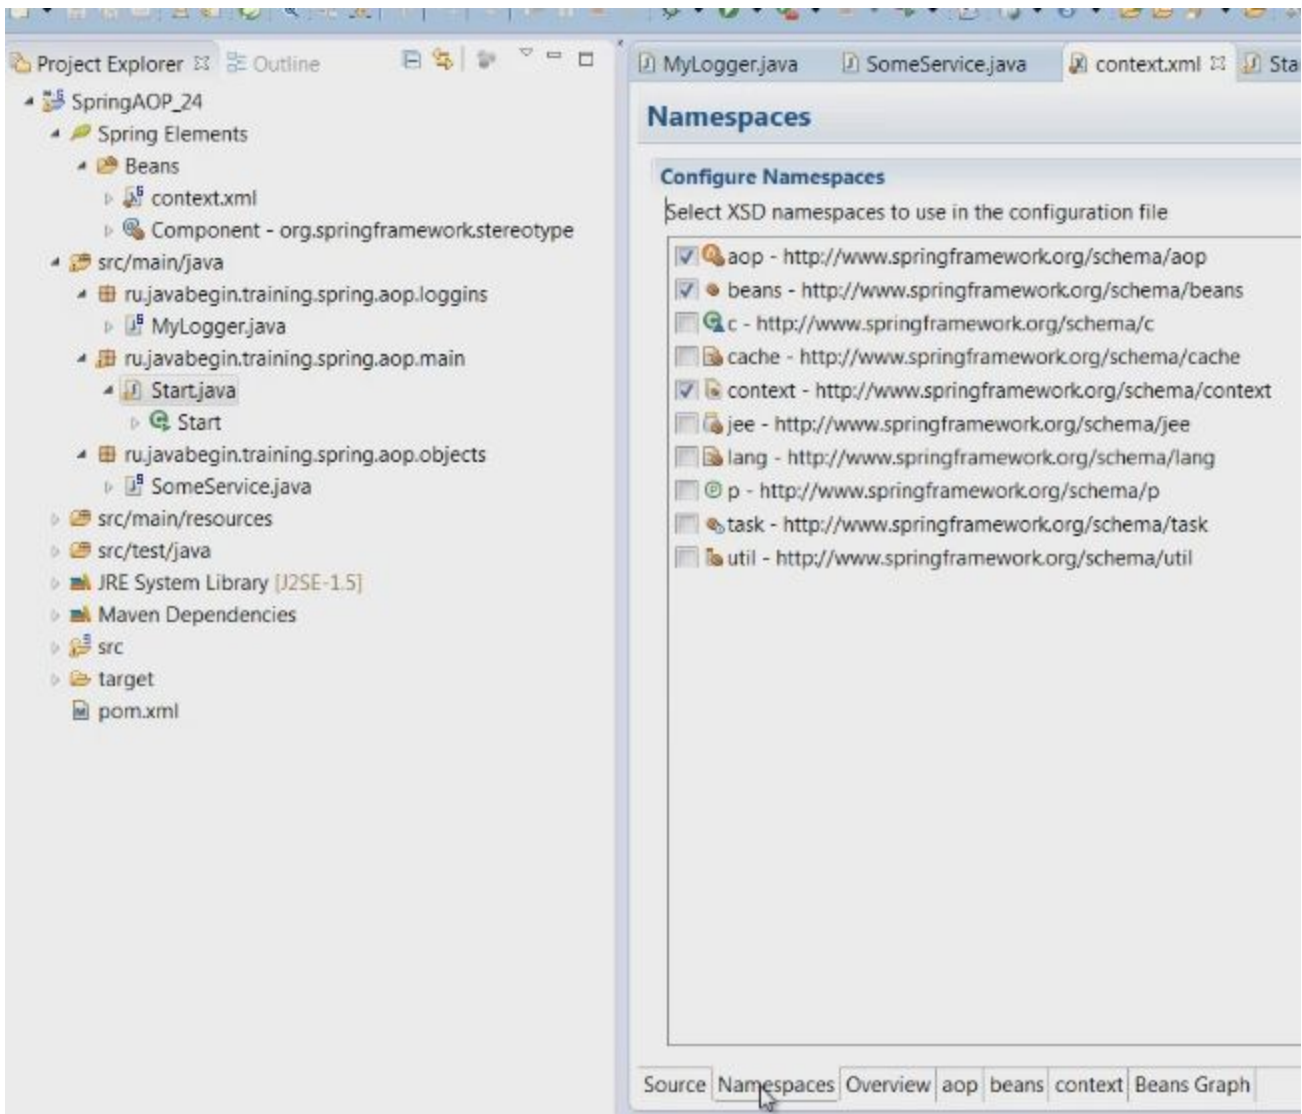 Project Explorer
Outline
SpringAOP_24
Spring Elements
Beans
context.xml
Component - org.springframework.stereotype
src/main/java
ru.javabegin.training.spring.aop.loggins
MyLogger.java
ru.javabegin.training.spring.aop.main
Start.java
Start
ru.javabegin.training.spring.aop.objects
SomeService.java
src/main/resources
src/test/java
JRE System Library [J2SE-1.5]
Maven Dependencies
src
target
pom.xml
MyLogger.java
SomeService.java
context.xml
Sta
Namespaces
Configure Namespaces
Select XSD namespaces to use in the configuration file
aop - http://www.springframework.org/schema/aop
beans - http://www.springframework.org/schema/beans
c - http://www.springframework.org/schema/c
cache - http://www.springframework.org/schema/cache
context - http://www.springframework.org/schema/context
jee - http://www.springframework.org/schema/jee
lang - http://www.springframework.org/schema/lang
p - http://www.springframework.org/schema/p
task - http://www.springframework.org/schema/task
util - http://www.springframework.org/schema/util
Source Namespaces Overview aop beans context Beans Graph